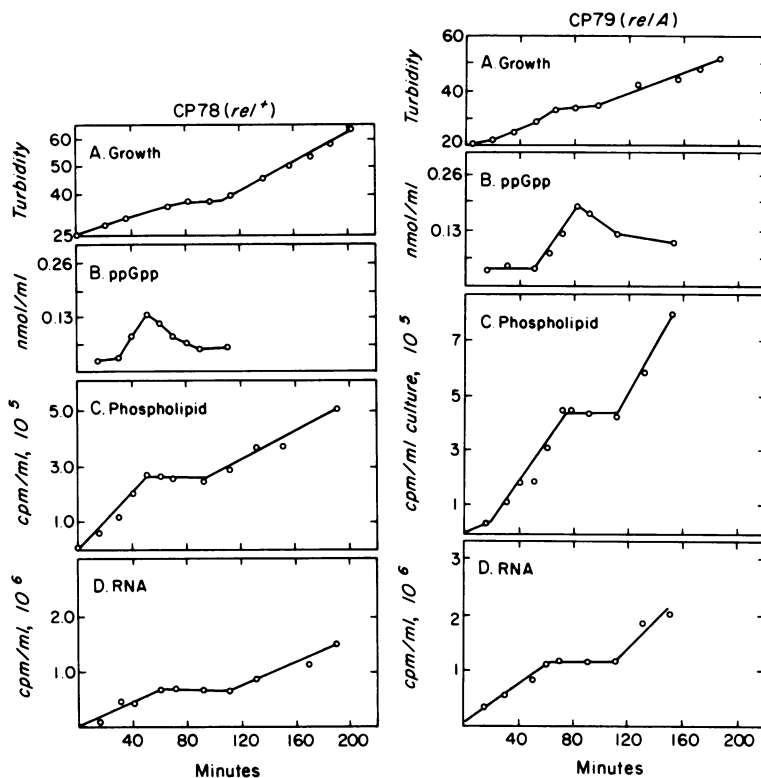 CP78 (rel+)
A. Growth
Turbidity
60
50
40
25
B. ppGpp
nmol/ml
0.26
0.13
C. Phospholipid
cpm/ml, 10^5
5.0
3.0
1.0
D. RNA
cpm/ml, 10^6
2.0
1.0
0 40 80 120 160 200
Minutes
CP79 (relA)
A. Growth
Turbidity
60
40
20
B. ppGpp
nmol/ml
0.26
0.13
C. Phospholipid
cpm/ml culture, 10^5
7
4
1
D. RNA
cpm/ml, 10^6
3
2
1
0
40 80 120 160 200
Minutes